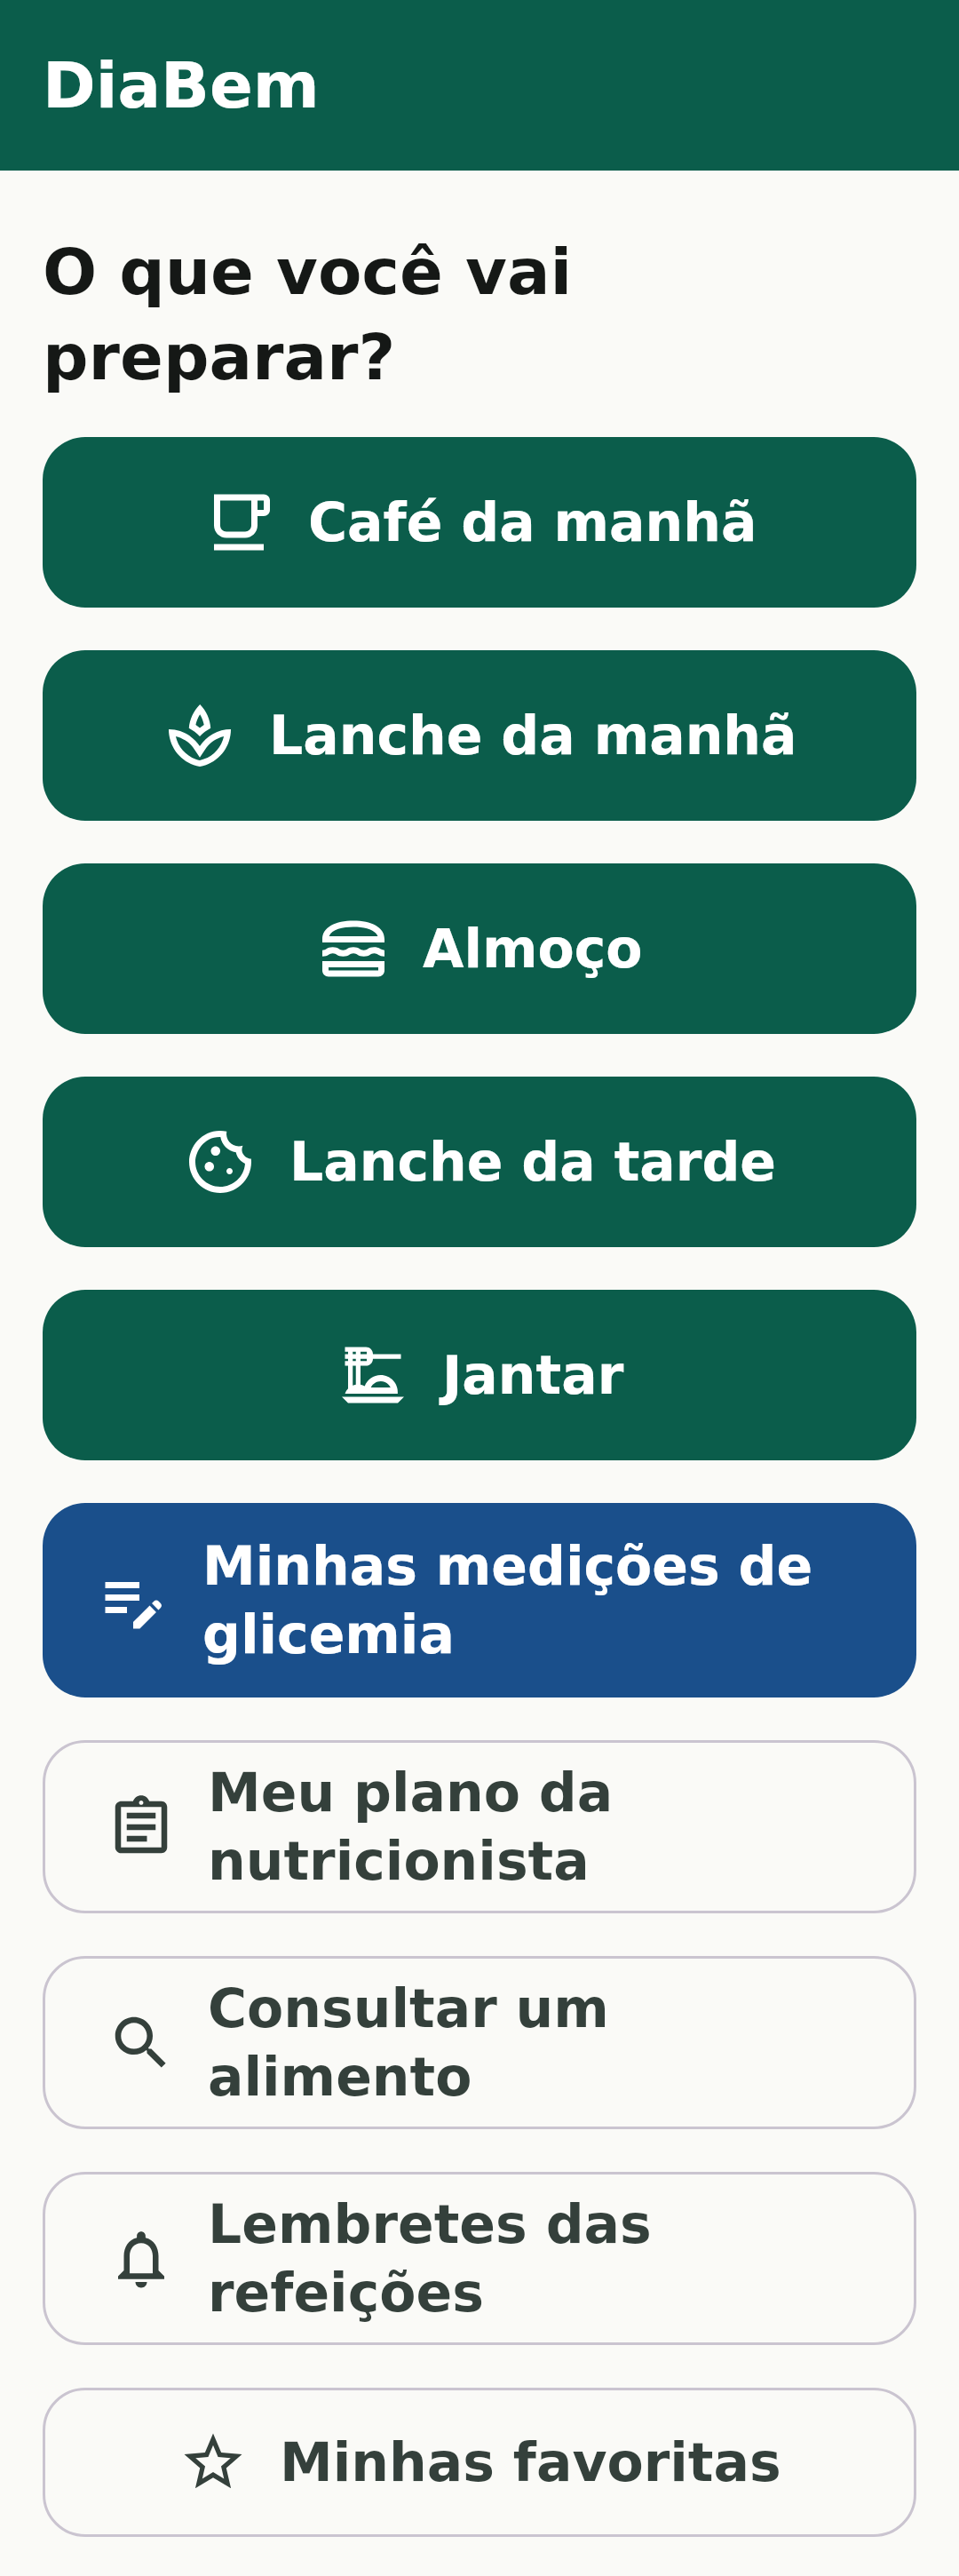 DiaBem
O que você vai
preparar?
Café da manhã
Lanche da manhã
Almoço
Lanche da tarde
Jantar
Minhas medições de
glicemia
Meu plano da
nutricionista
Consultar um
alimento
Lembretes das
refeições
Minhas favoritas